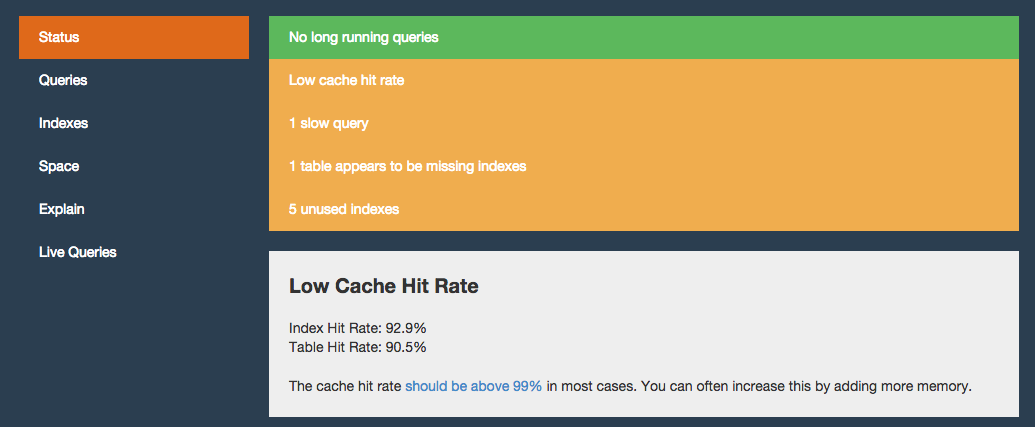 Status
Queries
Indexes
Space
Explain
Live Queries
No long running queries
Low cache hit rate
1 slow query
1 table appears to be missing indexes
5 unused indexes
Low Cache Hit Rate
Index Hit Rate: 92.9%
Table Hit Rate: 90.5%
The cache hit rate should be above 99% in most cases. You can often increase this by adding more memory.